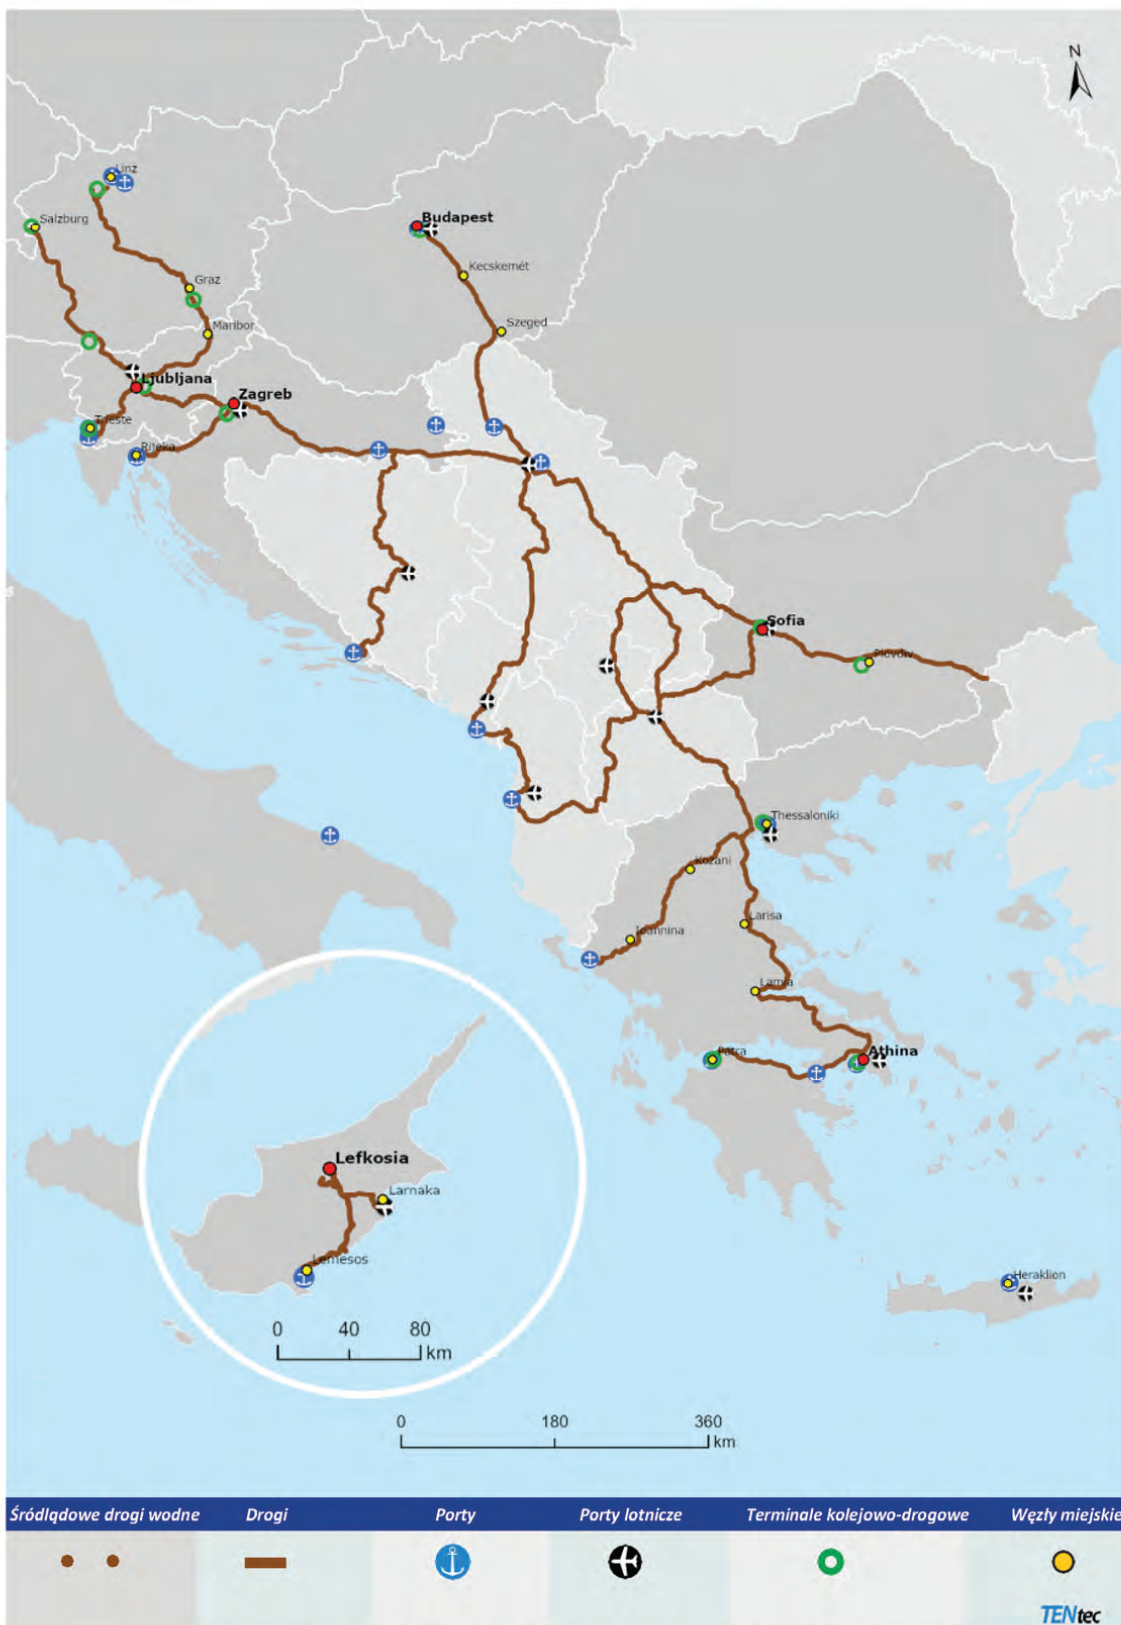 N
Linz
Salzburg
Budapest
Kecskemét
Graz
Szeged
Maribor
Ljubljana
Zagreb
Trieste
Rijeka
Sofia
Plovdiv
Thessaloniki
Kozani
Larisa
Ioannina
Lamia
Patra
Athina
Lefkosia
Larnaka
Lemesos
Heraklion
0 40 80
km
0 180 360
km
Śródlądowe drogi wodne Drogi Porty Porty lotnicze Terminale kolejowo-drogowe Węzły miejskie
TENtec